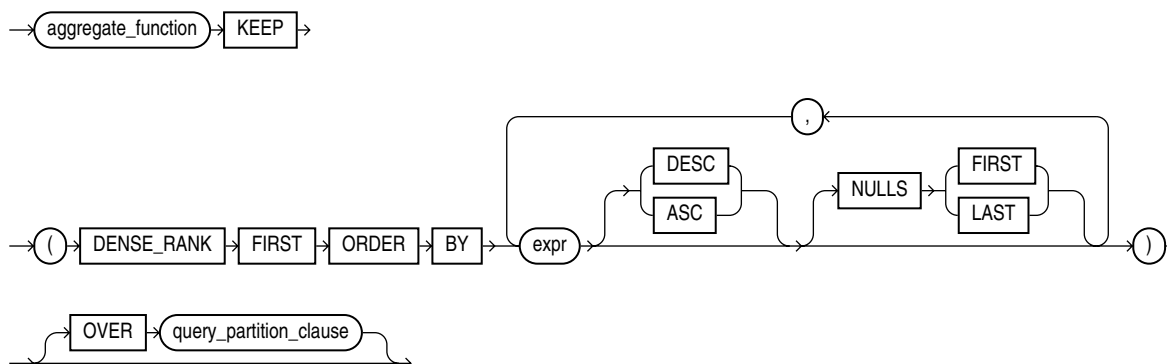 aggregate_function KEEP
,
DESC FIRST
NULLS
ASC LAST
( DENSE_RANK FIRST ORDER BY expr )
OVER query_partition_clause